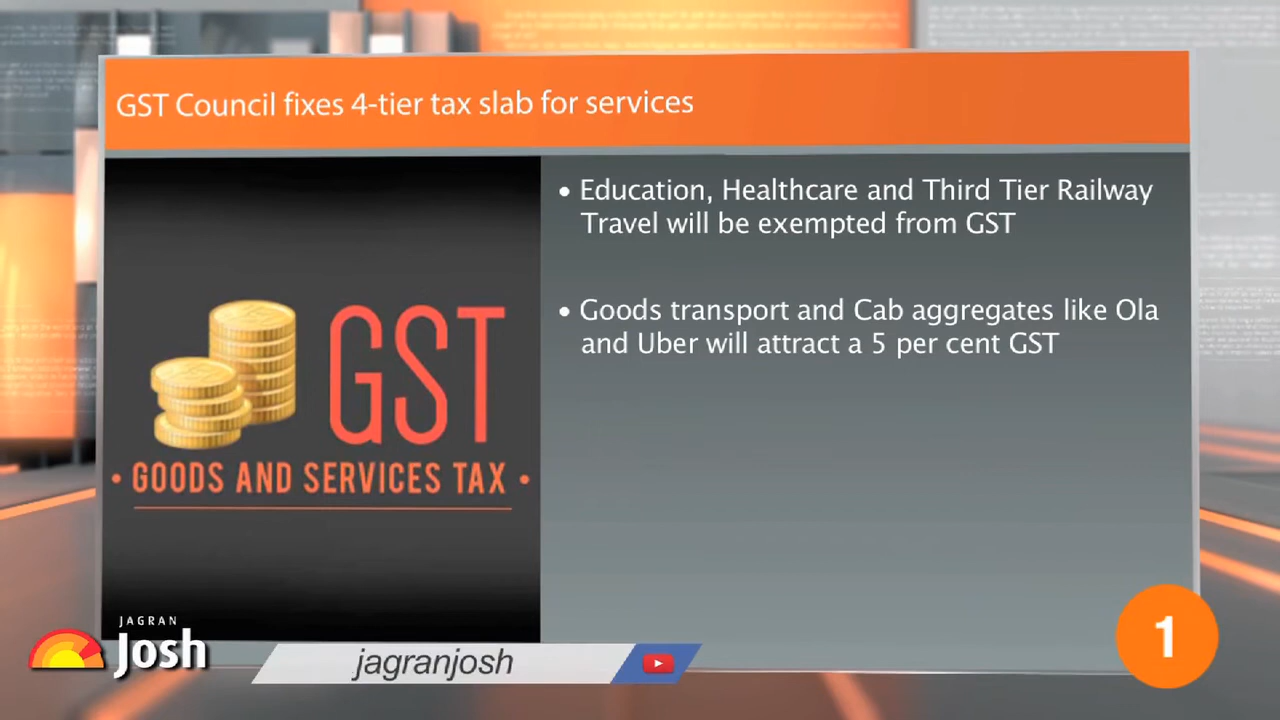 GST Council fixes 4-tier tax slab for services
• Education, Healthcare and Third Tier Railway
Travel will be exempted from GST
• Goods transport and Cab aggregates like Ola
and Uber will attract a 5 per cent GST
GST
• GOODS AND SERVICES TAX •
JAGRAN
Josh
jagranjosh
1